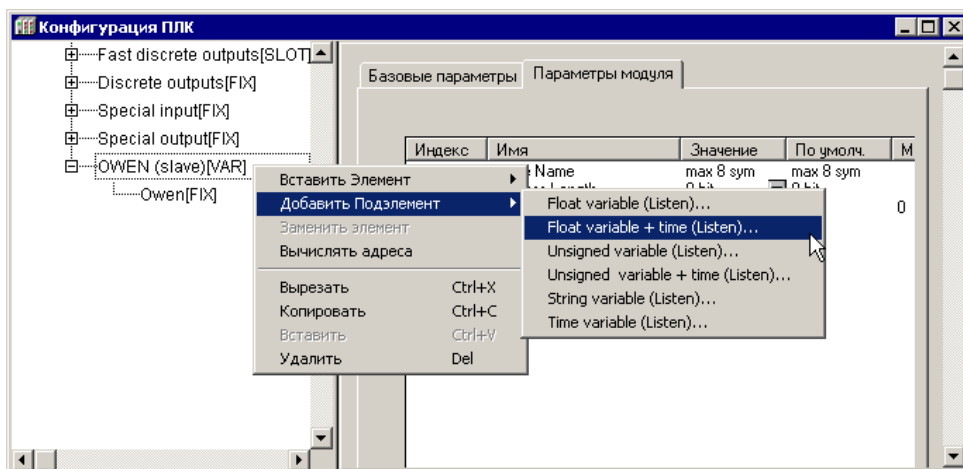 Конфигурация ПЛК
Fast discrete outputs[SLOT]
Discrete outputs[FIX]
Special input[FIX]
Special output[FIX]
OWEN (slave)[VAR]
Owen[FIX]
Базовые параметры Параметры модуля
Индекс Имя Значение По умолч. М
Name max 8 sym max 8 sym
0
Вставить Элемент
Добавить Подэлемент
Заменить элемент
Вычислять адреса
Вырезать Ctrl+X
Копировать Ctrl+C
Вставить Ctrl+V
Удалить Del
Float variable (Listen)...
Float variable + time (Listen)...
Unsigned variable (Listen)...
Unsigned variable + time (Listen)...
String variable (Listen)...
Time variable (Listen)...